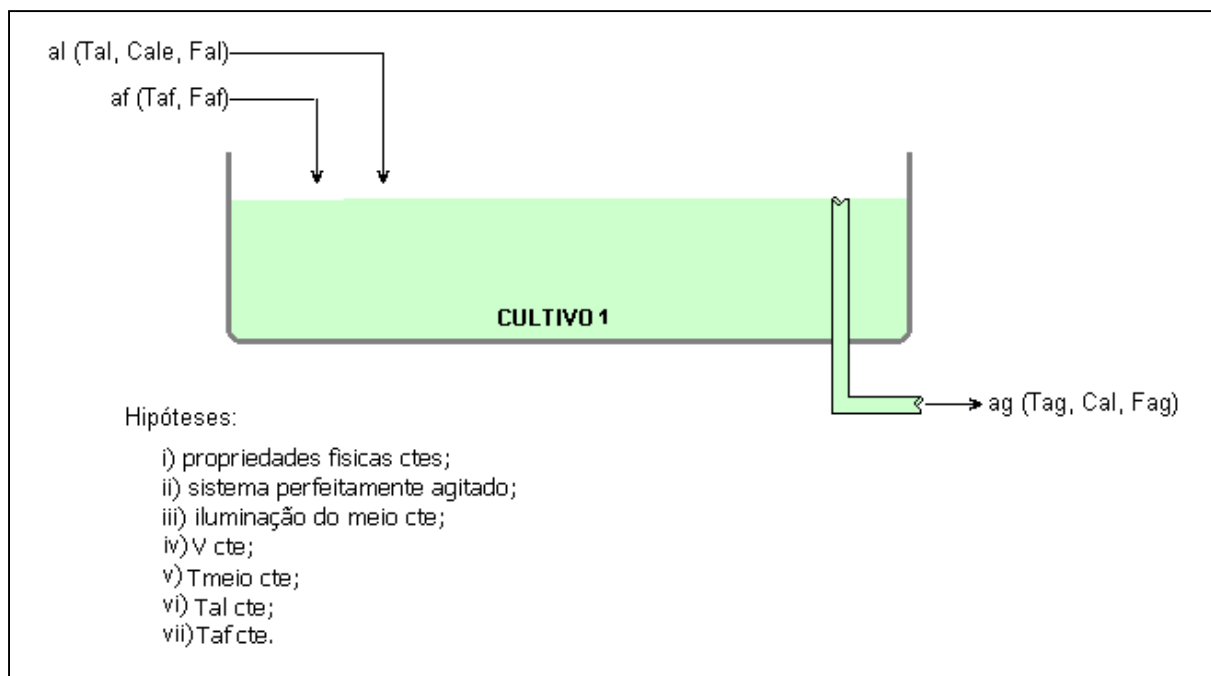 al (Tal, Cale, Fal)
af (Taf, Faf)
CULTIVO 1
ag (Tag, Cal, Fag)
Hipóteses:
i) propriedades físicas ctes;
ii) sistema perfeitamente agitado;
iii) iluminação do meio cte;
iv) V cte;
v) Tmeio cte;
vi) Tal cte;
vii) Taf cte.